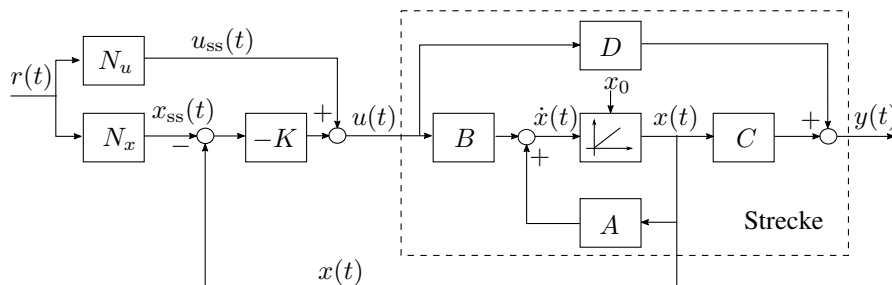 D
u_ss(t)
N_u
r(t)
x_0
x_ss(t)
+
u(t)
ẋ(t)
x(t)
+
y(t)
N_x
−K
B
C
−
+
A
Strecke
x(t)